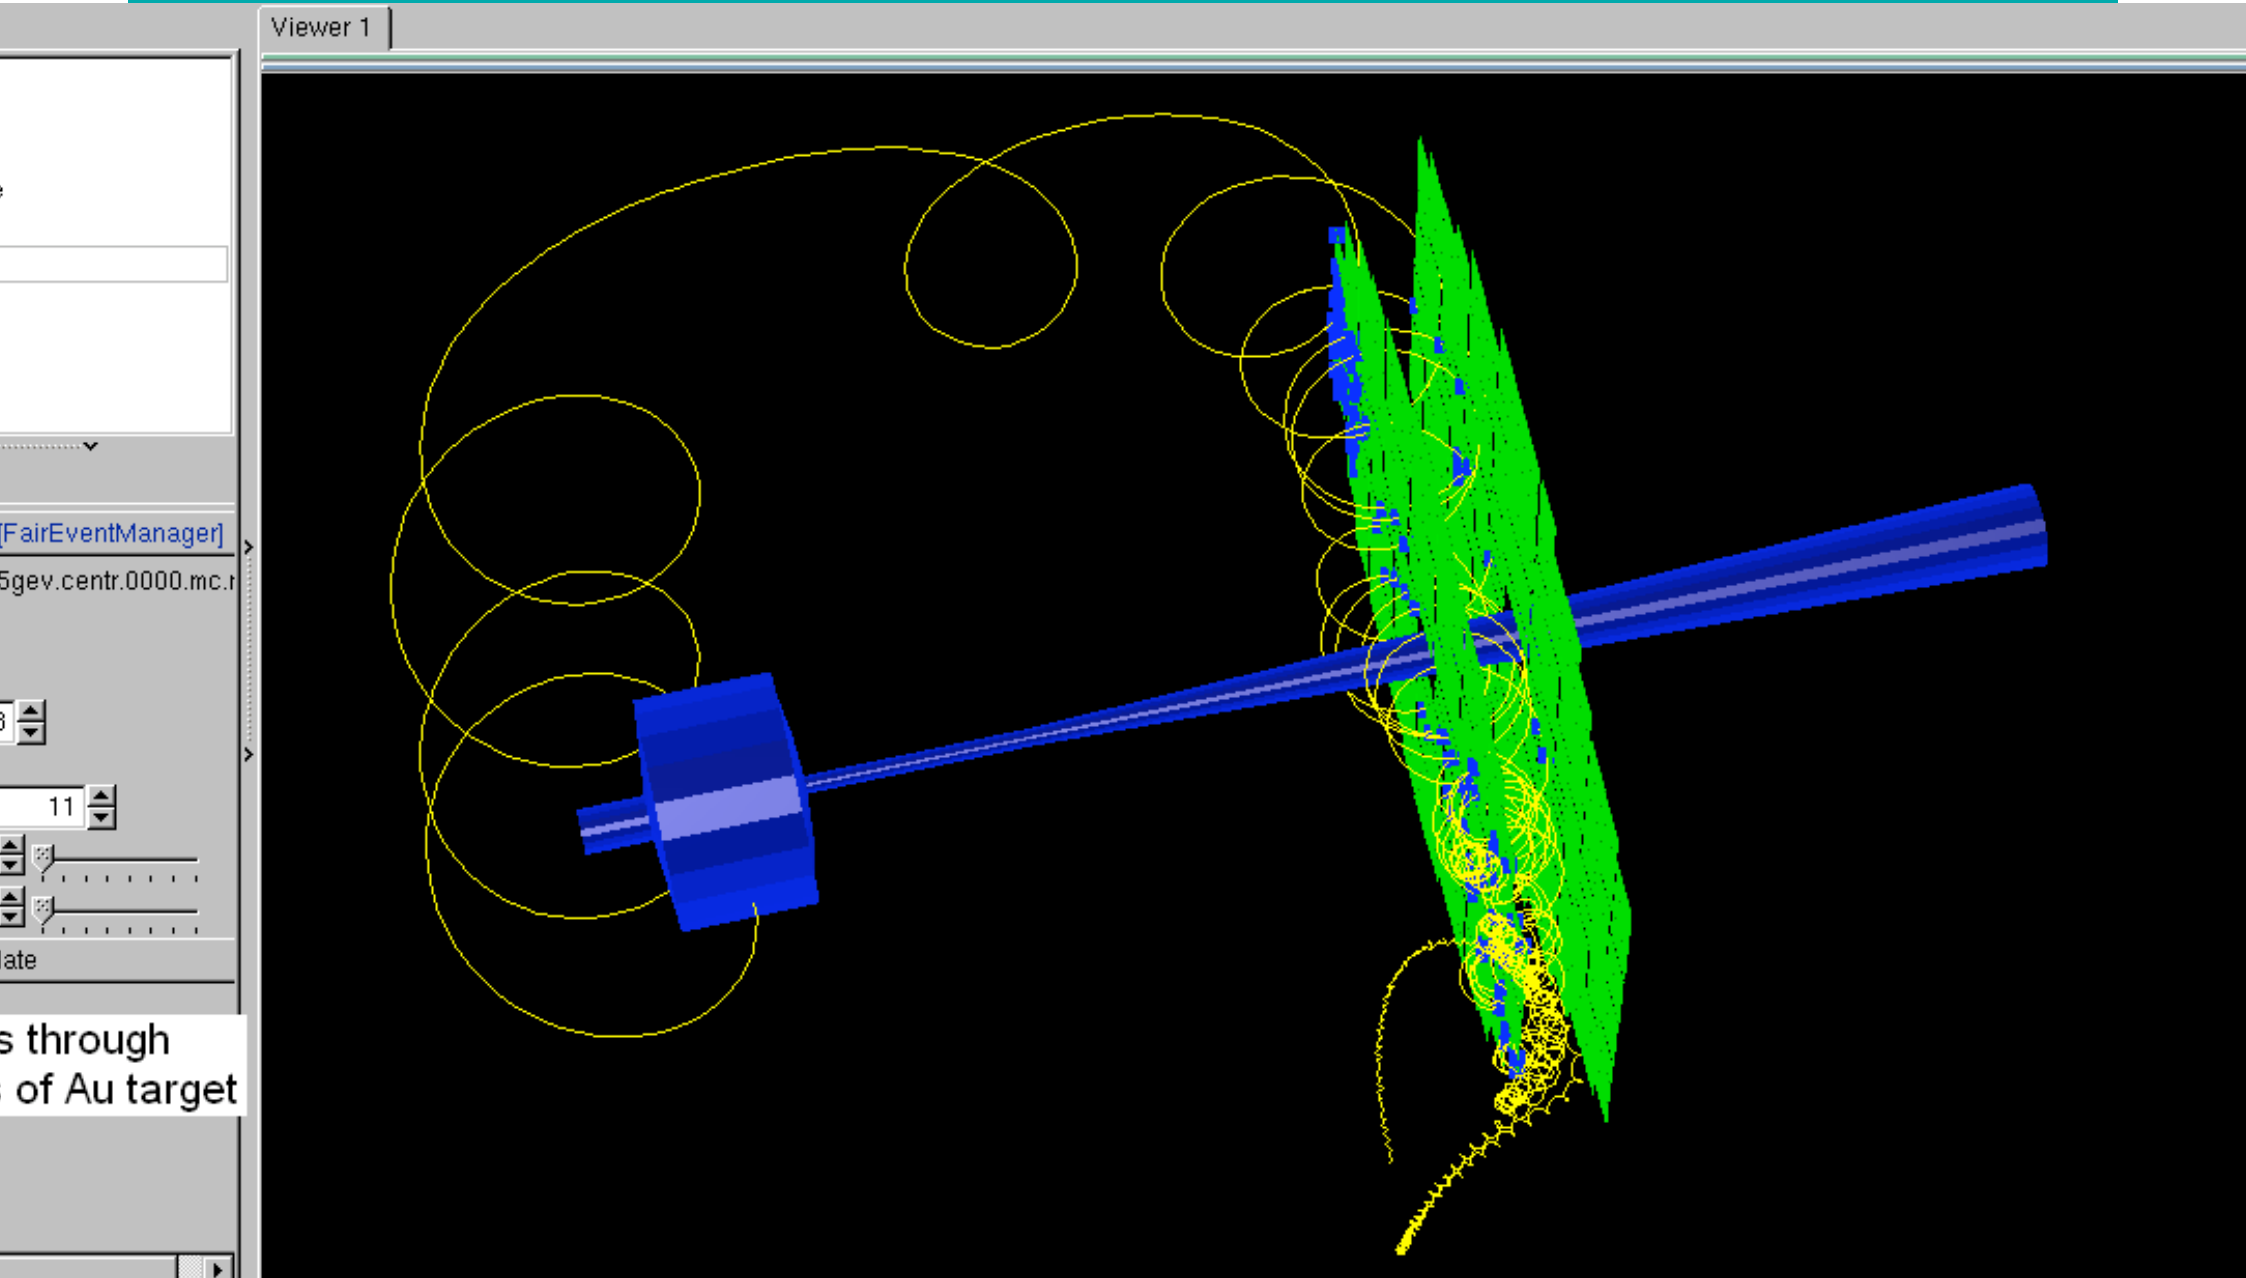 Viewer 1
[FairEventManager]
5gev.centr.0000.mc.r
11
late
s through
of Au target